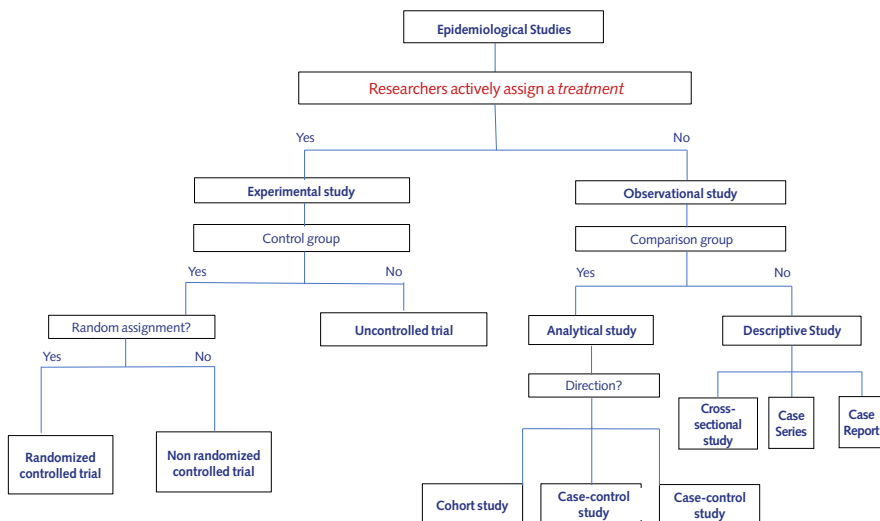 Epidemiological Studies
Researchers actively assign a treatment
Yes
No
Experimental study
Observational study
Control group
Comparison group
Yes
No
Yes
No
Random assignment?
Uncontrolled trial
Analytical study
Descriptive Study
Yes
No
Direction?
Cross-
sectional
study
Case
Series
Case
Report
Randomized
controlled trial
Non randomized
controlled trial
Cohort study
Case-control
study
Case-control
study